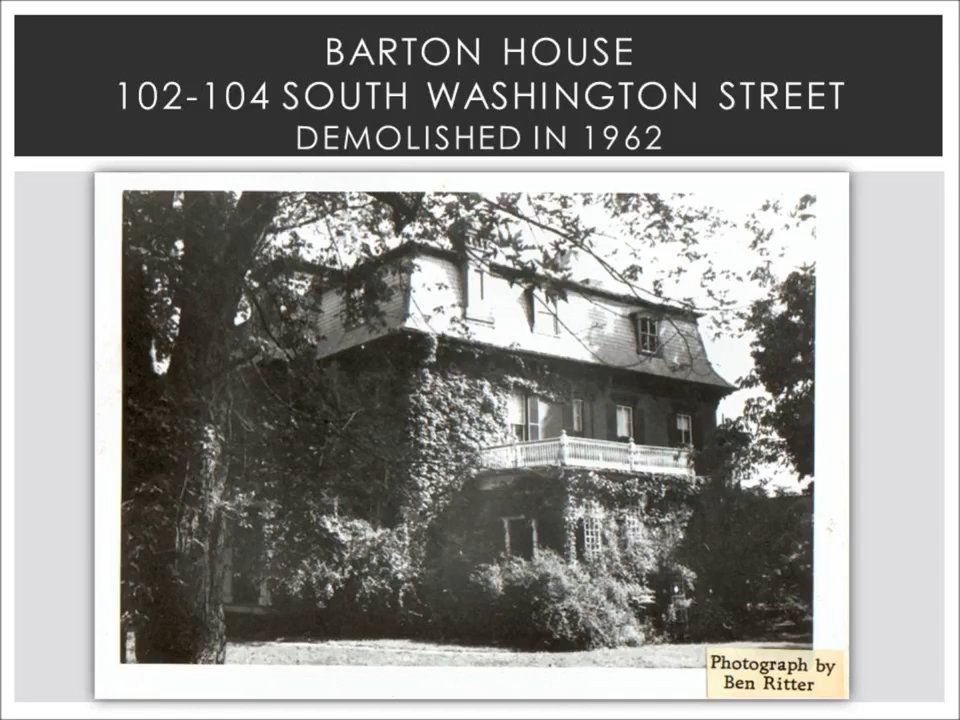 BARTON HOUSE
102-104 SOUTH WASHINGTON STREET
DEMOLISHED IN 1962
Photograph by
Ben Ritter